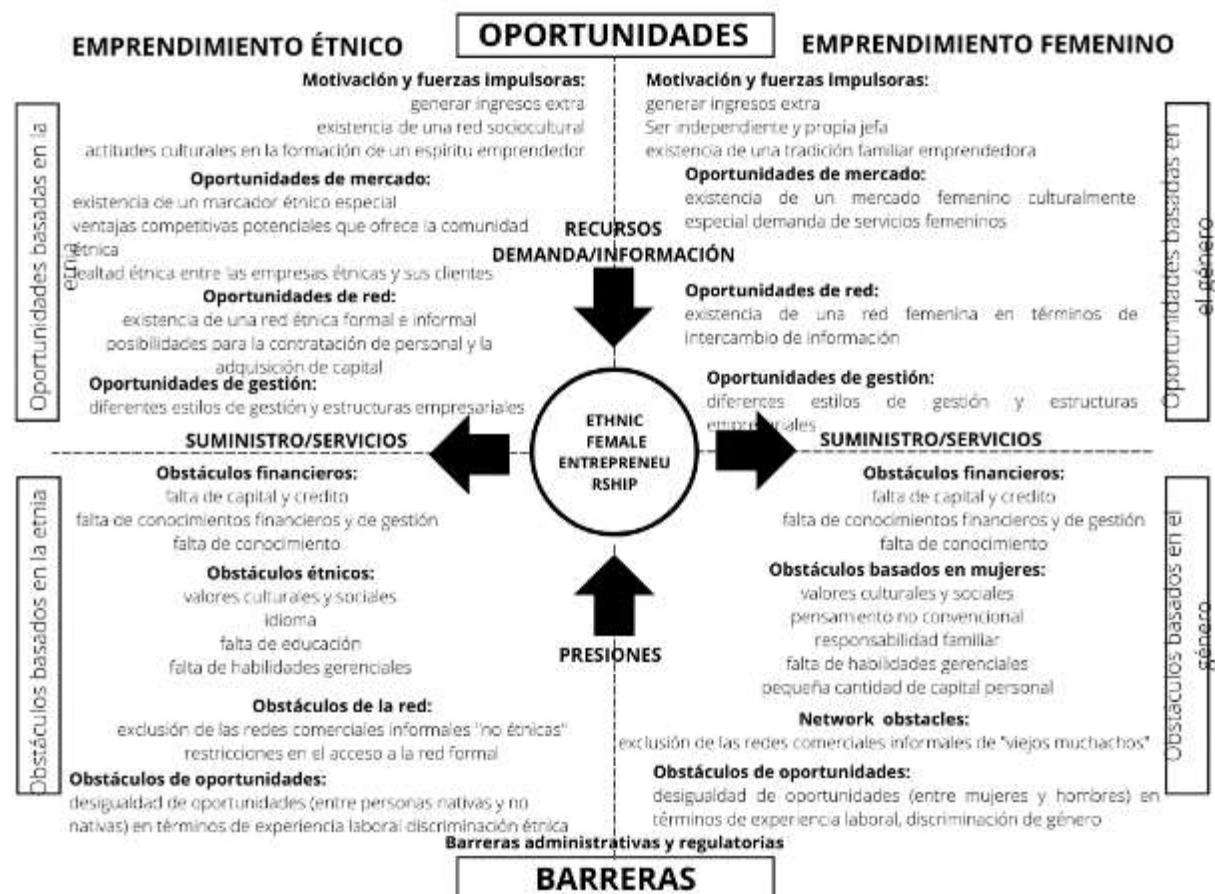 OPORTUNIDADES
EMPRENDIMIENTO ÉTNICO
EMPRENDIMIENTO FEMENINO
Oportunidades basadas en la
etnia
Motivación y fuerzas impulsoras:
generar ingresos extra
existencia de una red sociocultural
actitudes culturales en la formación de un espíritu emprendedor
Oportunidades de mercado:
existencia de un marcador étnico especial
ventajas competitivas potenciales que ofrece la comunidad
étnica
lealtad étnica entre las empresas étnicas y sus clientes
Oportunidades de red:
existencia de una red étnica formal e informal
posibilidades para la contratación de personal y la
adquisición de capital
Oportunidades de gestión:
diferentes estilos de gestión y estructuras empresariales
Motivación y fuerzas impulsoras:
generar ingresos extra
Ser independiente y propia jefa
existencia de una tradición familiar emprendedora
Oportunidades de mercado:
existencia de un mercado femenino culturalmente
especial demanda de servicios femeninos
Oportunidades de red:
existencia de una red femenina en términos de
intercambio de información
Oportunidades de gestión:
diferentes estilos de gestión y estructuras
empresariales
Oportunidades basadas en
el género
RECURSOS
DEMANDA/INFORMACIÓN
SUMINISTRO/SERVICIOS
ETHNIC
FEMALE
ENTREPRENEU
RSHIP
SUMINISTRO/SERVICIOS
PRESIONES
Obstáculos basados en la etnia
Obstáculos financieros:
falta de capital y credito
falta de conocimientos financieros y de gestión
falta de conocimiento
Obstáculos étnicos:
valores culturales y sociales
idioma
falta de educación
falta de habilidades gerenciales
Obstáculos de la red:
exclusión de las redes comerciales informales "no étnicas"
restricciones en el acceso a la red formal
Obstáculos de oportunidades:
desigualdad de oportunidades (entre personas nativas y no
nativas) en términos de experiencia laboral discriminación étnica
Obstáculos financieros:
falta de capital y credito
falta de conocimientos financieros y de gestión
falta de conocimiento
Obstáculos basados en mujeres:
valores culturales y sociales
pensamiento no convencional
responsabilidad familiar
falta de habilidades gerenciales
pequeña cantidad de capital personal
Network obstacles:
exclusión de las redes comerciales informales de "viejos muchachos"
Obstáculos de oportunidades:
desigualdad de oportunidades (entre mujeres y hombres) en
términos de experiencia laboral, discriminación de género
Obstáculos basados en el
género
Barreras administrativas y regulatorias
BARRERAS